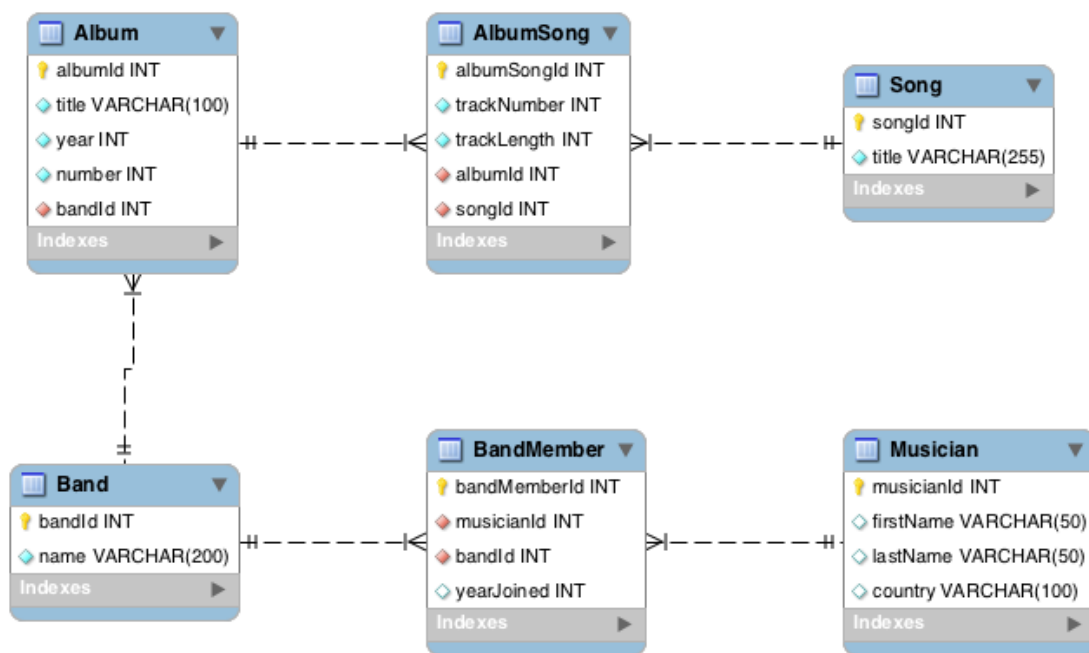 Album
albumId INT
title VARCHAR(100)
year INT
number INT
bandId INT
Indexes
AlbumSong
albumSongId INT
trackNumber INT
trackLength INT
albumId INT
songId INT
Indexes
Song
songId INT
title VARCHAR(255)
Indexes
Band
bandId INT
name VARCHAR(200)
Indexes
BandMember
bandMemberId INT
musicianId INT
bandId INT
yearJoined INT
Indexes
Musician
musicianId INT
firstName VARCHAR(50)
lastName VARCHAR(50)
country VARCHAR(100)
Indexes